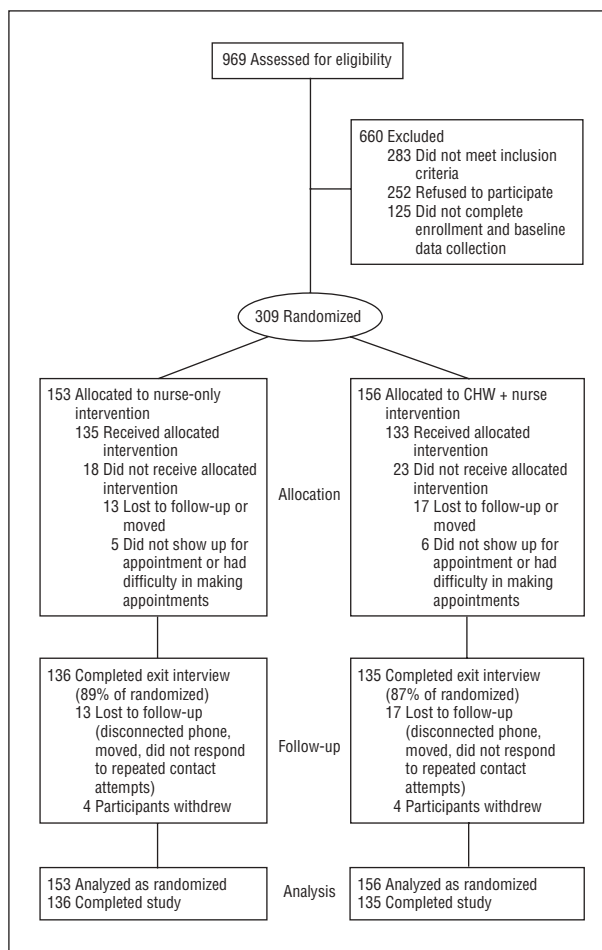 969 Assessed for eligibility
660 Excluded
283 Did not meet inclusion
criteria
252 Refused to participate
125 Did not complete
enrollment and baseline
data collection
309 Randomized
153 Allocated to nurse-only
intervention
135 Received allocated
intervention
18 Did not receive allocated
intervention
13 Lost to follow-up or
moved
5 Did not show up for
appointment or had
difficulty in making
appointments
Allocation
156 Allocated to CHW + nurse
intervention
133 Received allocated
intervention
23 Did not receive allocated
intervention
17 Lost to follow-up or
moved
6 Did not show up for
appointment or had
difficulty in making
appointments
136 Completed exit interview
(89% of randomized)
13 Lost to follow-up
(disconnected phone,
moved, did not respond
to repeated contact
attempts)
4 Participants withdrew
Follow-up
135 Completed exit interview
(87% of randomized)
17 Lost to follow-up
(disconnected phone,
moved, did not respond
to repeated contact
attempts)
4 Participants withdrew
153 Analyzed as randomized
136 Completed study
Analysis
156 Analyzed as randomized
135 Completed study